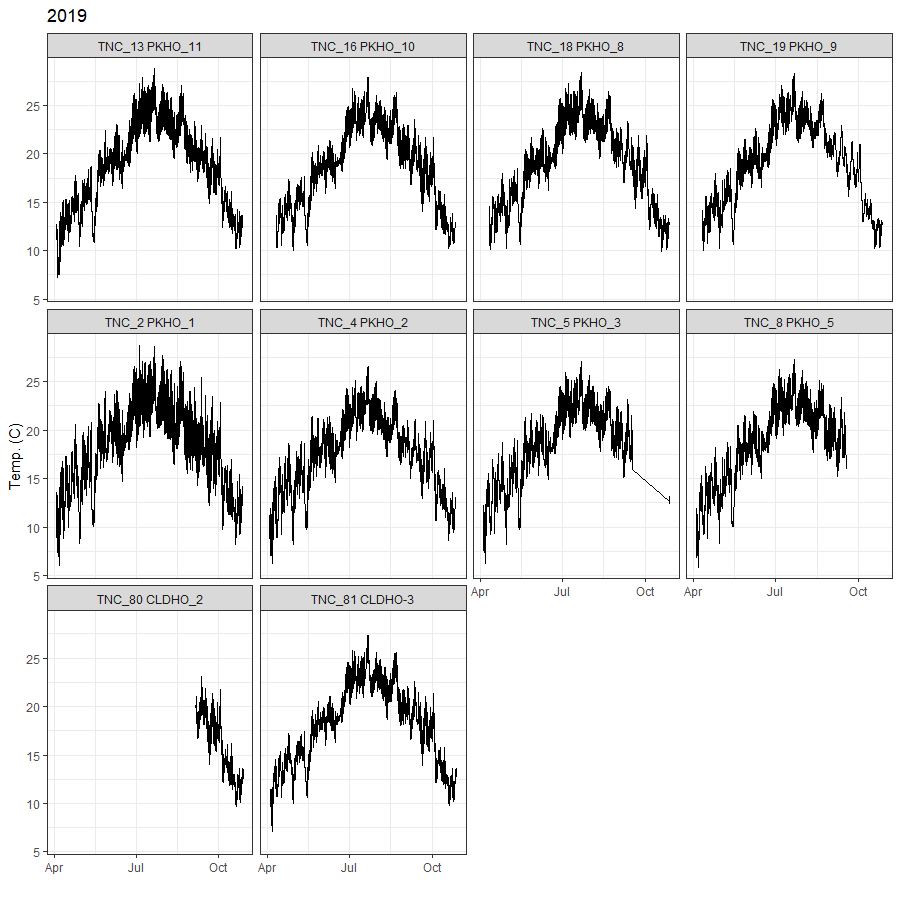 2019
TNC_13 PKHO_11 TNC_16 PKHO_10 TNC_18 PKHO_8 TNC_19 PKHO_9
25
20
15
10
5
TNC_2 PKHO_1 TNC_4 PKHO_2 TNC_5 PKHO_3 TNC_8 PKHO_5
Temp. (C)
25
20
15
10
5
Apr Jul Oct Apr Jul Oct
TNC_80 CLDHO_2 TNC_81 CLDHO-3
25
20
15
10
5
Apr Jul Oct Apr Jul Oct